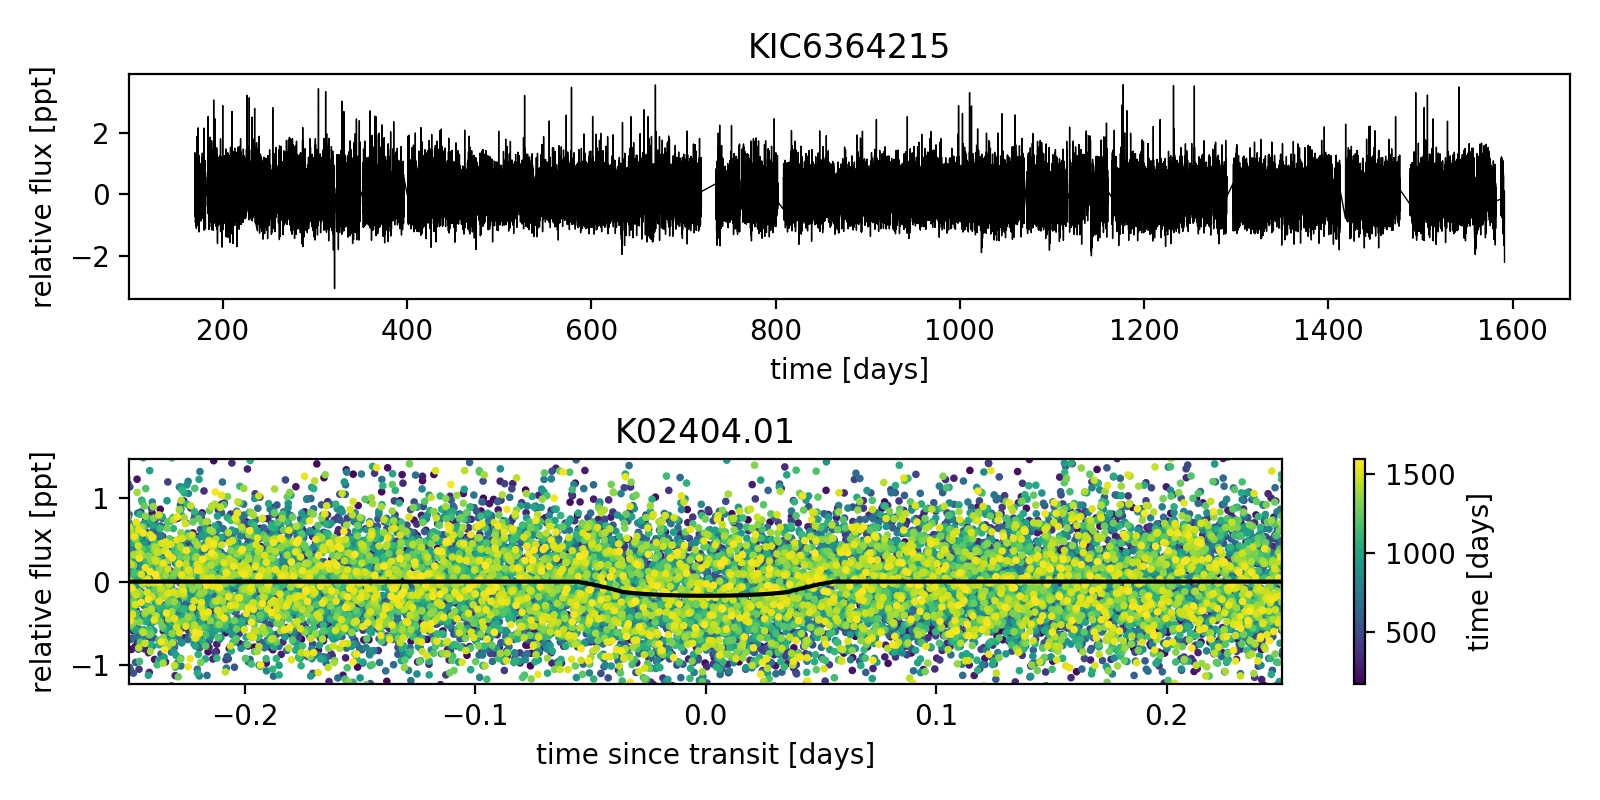 KIC6364215
relative flux [ppt]
2
0
−2
200 400 600 800 1000 1200 1400 1600
time [days]
K02404.01
relative flux [ppt]
1
0
−1
−0.2 −0.1 0.0 0.1 0.2
time since transit [days]
1500
1000
500
time [days]